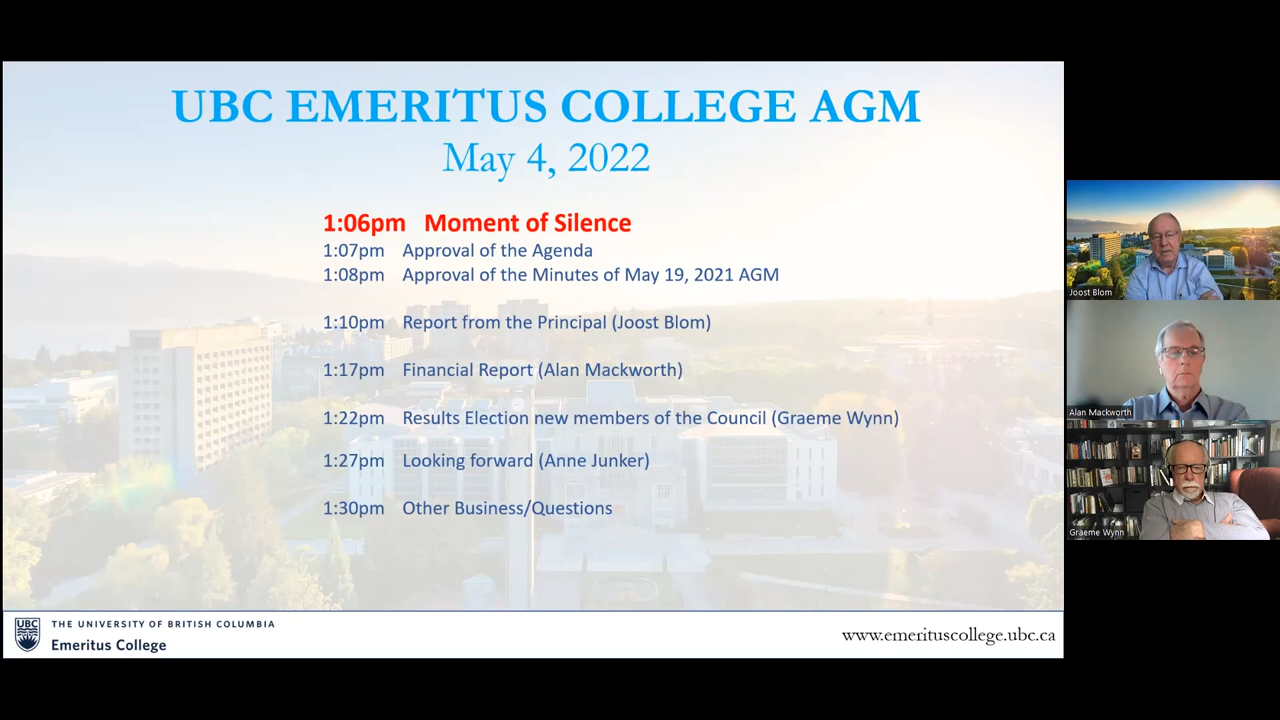 UBC EMERITUS COLLEGE AGM
May 4, 2022
1:06pm Moment of Silence
1:07pm Approval of the Agenda
1:08pm Approval of the Minutes of May 19, 2021 AGM
1:10pm Report from the Principal (Joost Blom)
1:17pm Financial Report (Alan Mackworth)
1:22pm Results Election new members of the Council (Graeme Wynn)
1:27pm Looking forward (Anne Junker)
1:30pm Other Business/Questions
UBC
THE UNIVERSITY OF BRITISH COLUMBIA
Emeritus College
www.emerituscollege.ubc.ca
Joost Blom
Alan Mackworth
Graeme Wynn